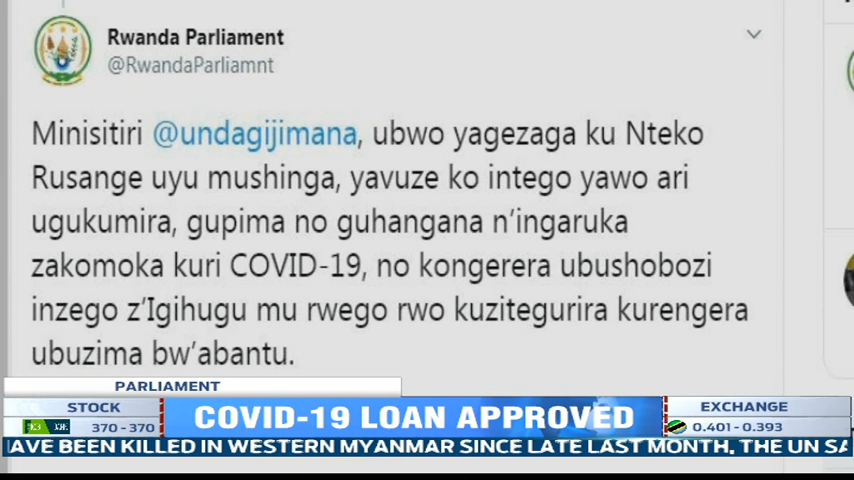 Rwanda Parliament
@RwandaParliamnt
Minisitiri @undagijimana, ubwo yagezaga ku Nteko
Rusange uyu mushinga, yavuze ko intego yawo ari
ugukumira, gupima no guhangana n'ingaruka
zakomoka kuri COVID-19, no kongerera ubushobozi
inzego z'Igihugu mu rwego rwo kuzitegurira kurengera
ubuzima bw'abantu.
PARLIAMENT
STOCK
370 - 370
COVID-19 LOAN APPROVED
EXCHANGE
0.401 - 0.393
AVE BEEN KILLED IN WESTERN MYANMAR SINCE LATE LAST MONTH, THE UN SA